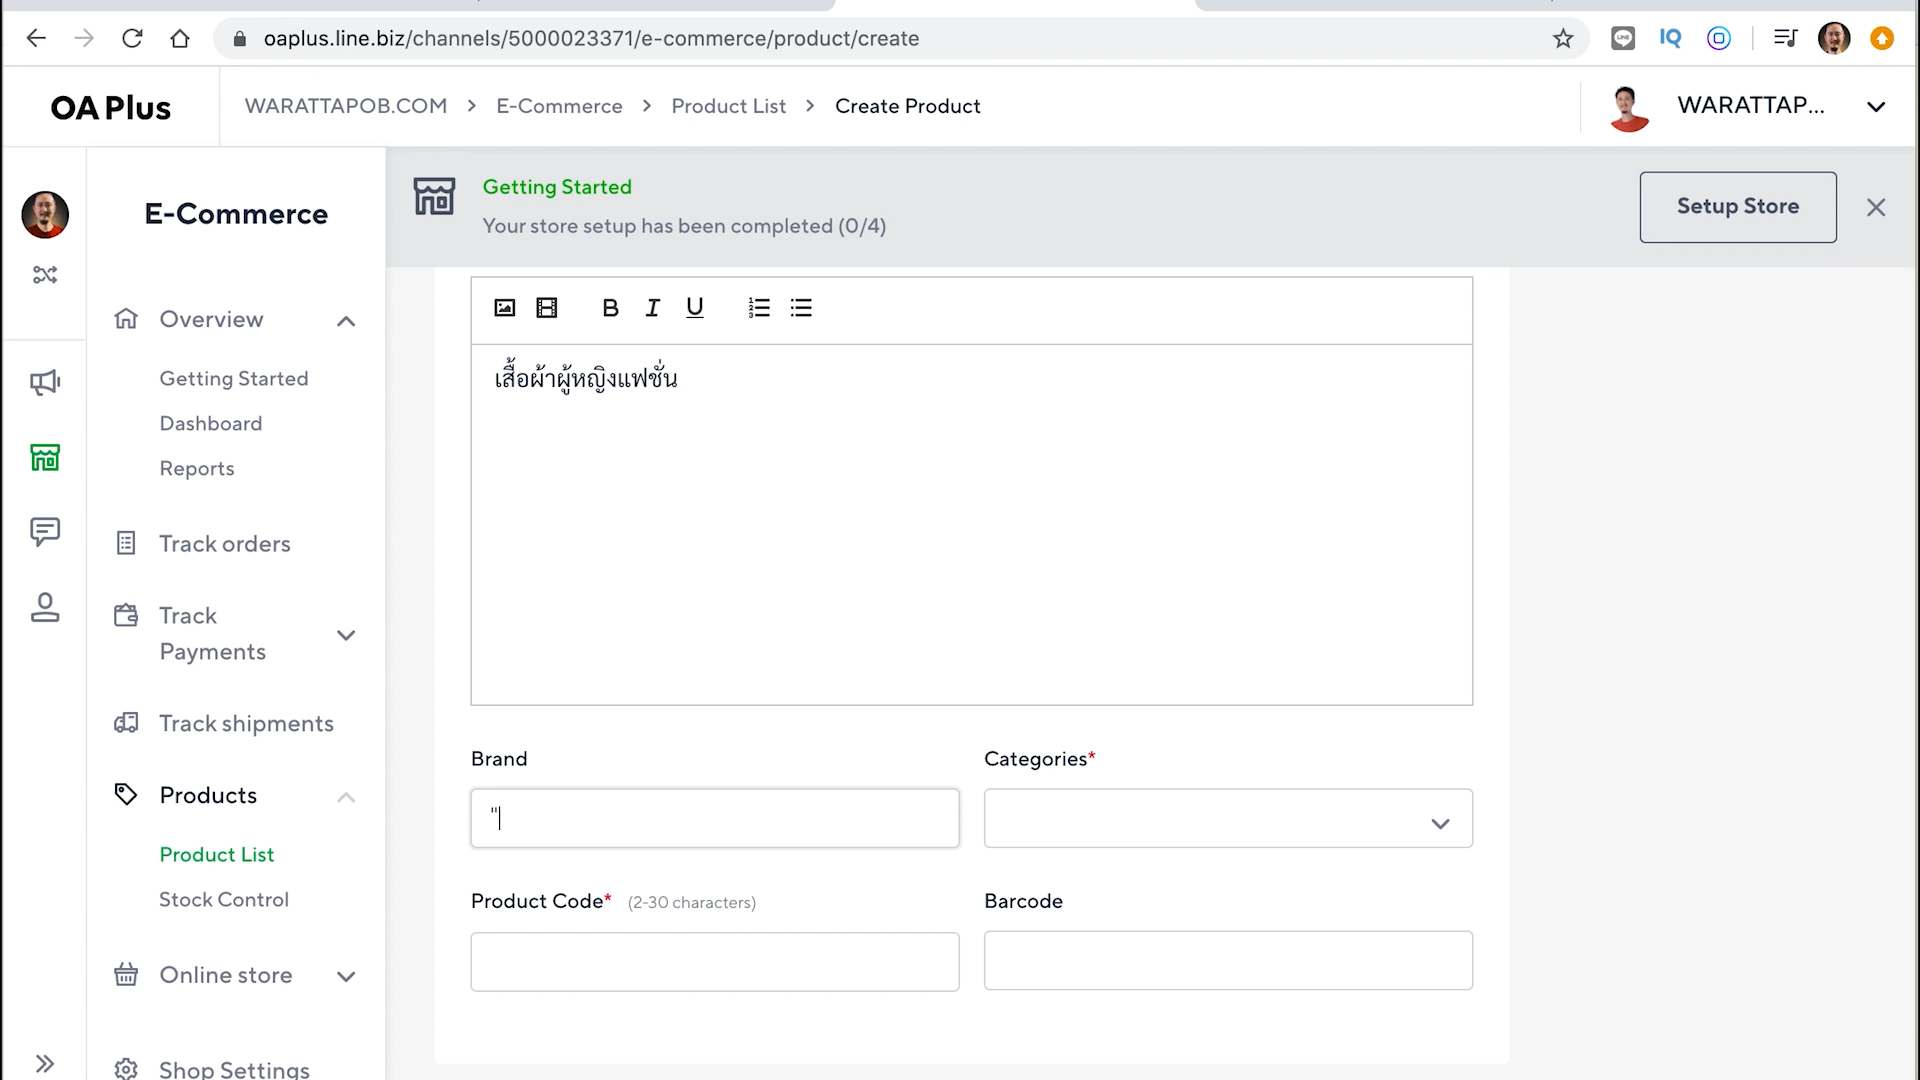 oaplus.line.biz/channels/5000023371/e-commerce/product/create
IQ
OA Plus
WARATTAPOB.COM > E-Commerce > Product List > Create Product
WARATTAP...
E-Commerce
Getting Started
Your store setup has been completed (0/4)
Setup Store
Overview
Getting Started
Dashboard
Reports
Track orders
Track
Payments
Track shipments
Products
Product List
Stock Control
Online store
Shop Settings
B I U
เสื้อผ้าผู้หญิงแฟชั่น
Brand
"
Categories*
Product Code* (2-30 characters)
Barcode